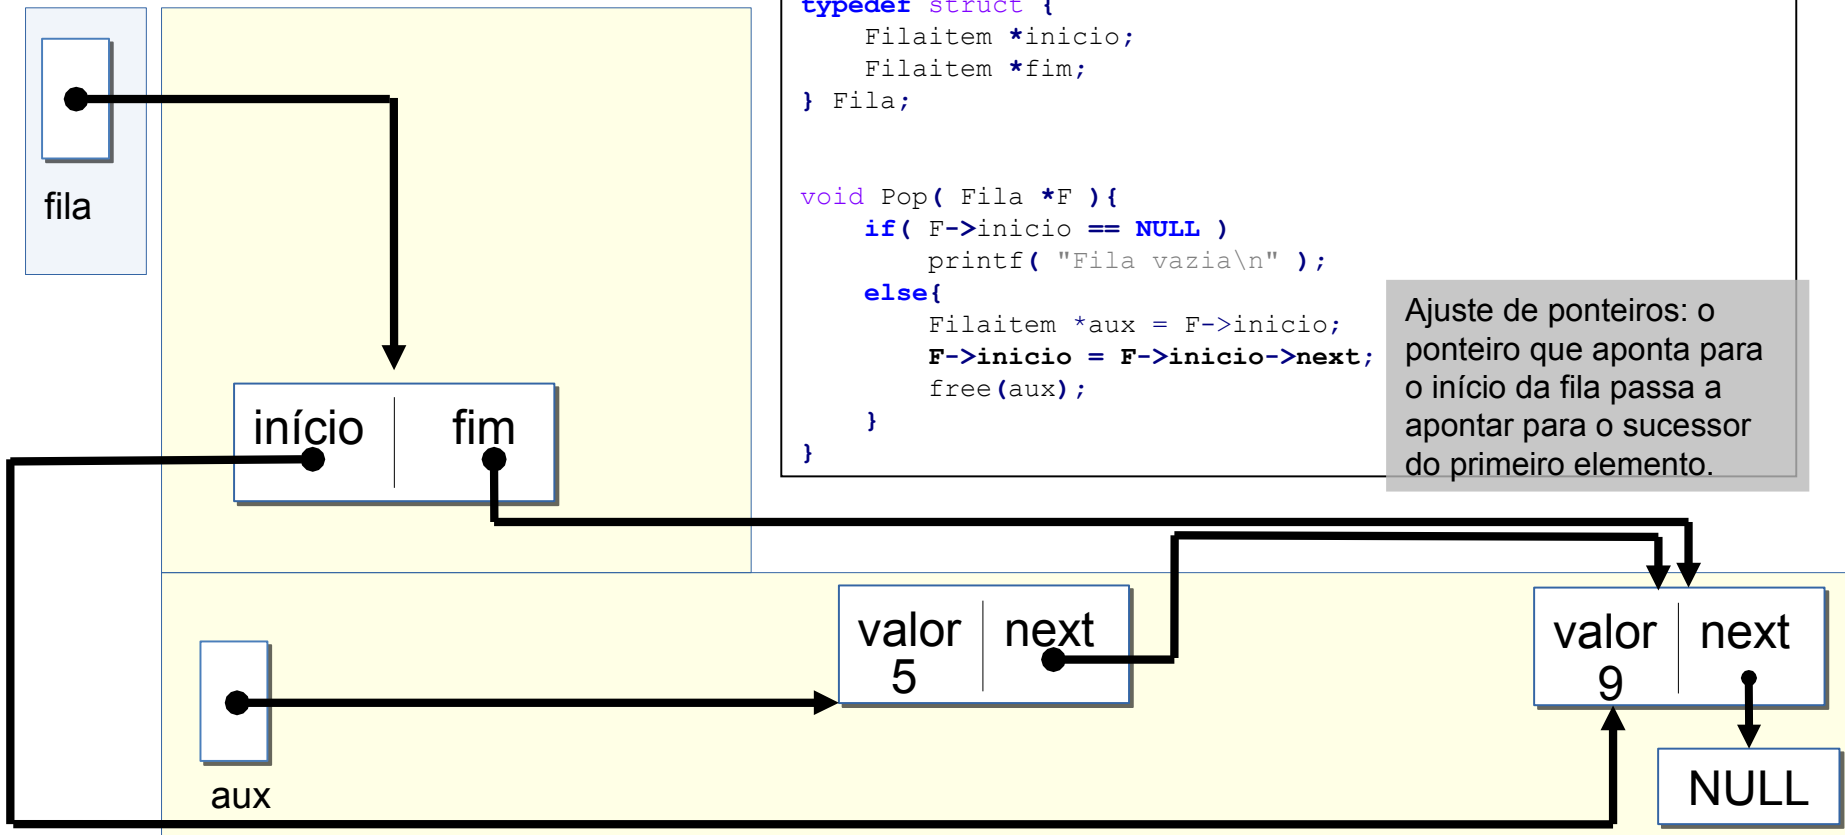 typedef struct {
Filaitem *inicio;
Filaitem *fim;
} Fila;
void Pop( Fila *F ){
if( F->inicio == NULL )
printf( "Fila vazia\n" );
else{
Filaitem *aux = F->inicio;
F->inicio = F->inicio->next;
free(aux);
}
}
Ajuste de ponteiros: o
ponteiro que aponta para
o início da fila passa a
apontar para o sucessor
do primeiro elemento.
fila
início fim
valor next
5
valor next
9
aux
NULL